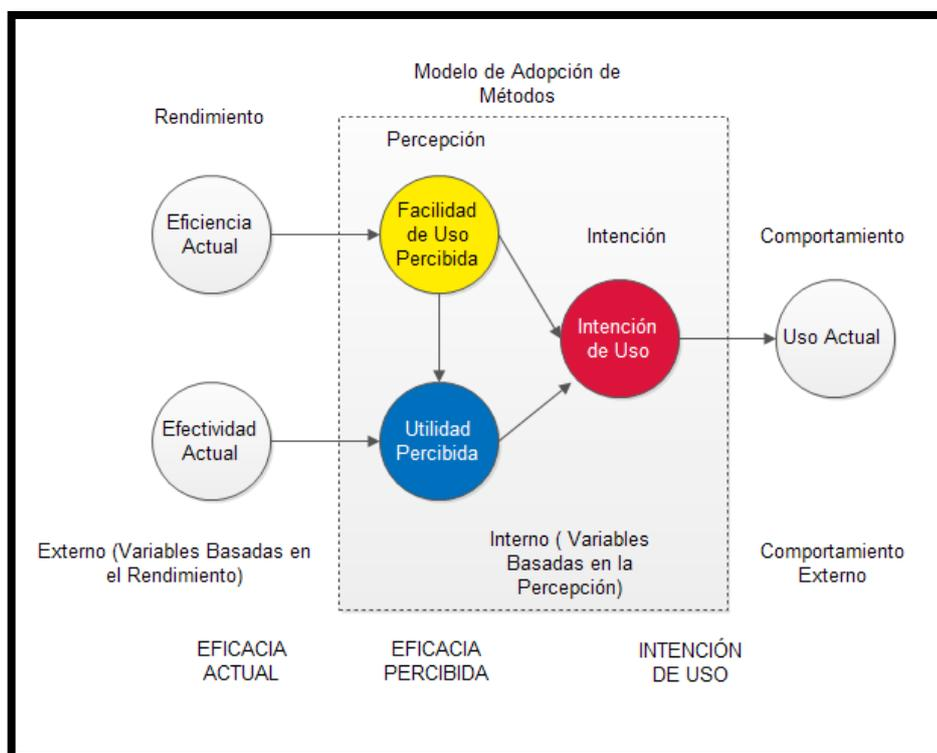 Modelo de Adopción de
Métodos
Rendimiento
Percepción
Eficiencia
Actual
Facilidad
de Uso
Percibida
Intención
Comportamiento
Intención
de Uso
Uso Actual
Efectividad
Actual
Utilidad
Percibida
Externo (Variables Basadas en
el Rendimiento)
Interno ( Variables
Basadas en la
Percepción)
Comportamiento
Externo
EFICACIA
ACTUAL
EFICACIA
PERCIBIDA
INTENCIÓN
DE USO